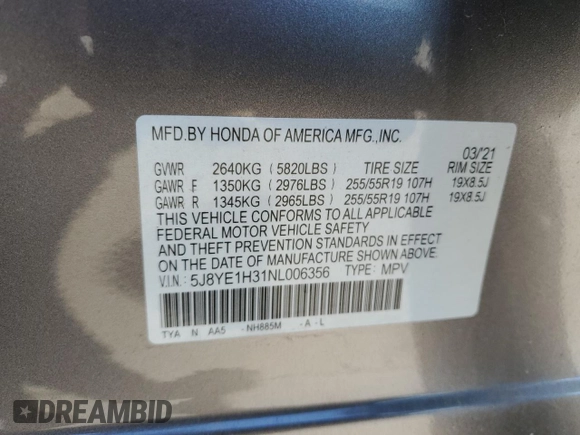 MFD.BY HONDA OF AMERICA MFG.,INC.
03/'21
GVWR 2640KG (5820LBS) TIRE SIZE RIM SIZE
GAWR F 1350KG (2976LBS) 255/55R19 107H 19X8.5J
GAWR R 1345KG (2965LBS) 255/55R19 107H 19X8.5J
THIS VEHICLE CONFORMS TO ALL APPLICABLE
FEDERAL MOTOR VEHICLE SAFETY
AND THEFT PREVENTION STANDARDS IN EFFECT
ON THE DATE OF MANUFACTURE SHOWN ABOVE.
V.I.N.: 5J8YE1H31NL006356 TYPE: MPV
TYA N AA5 -NH885M -A-L
DREAMBID